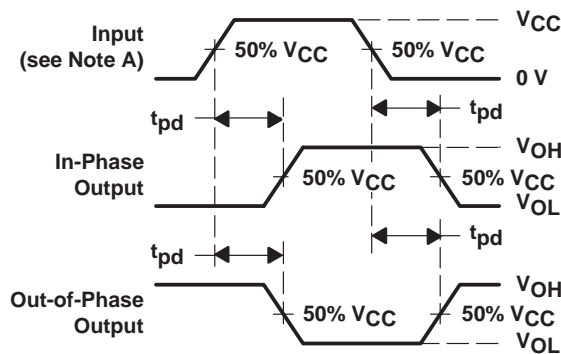 Input
(see Note A)
50% VCC
50% VCC
VCC
0 V
tpd
tpd
In-Phase
Output
50% VCC
VOH
50% VCC
VOL
tpd
tpd
Out-of-Phase
Output
50% VCC
VOH
50% VCC
VOL